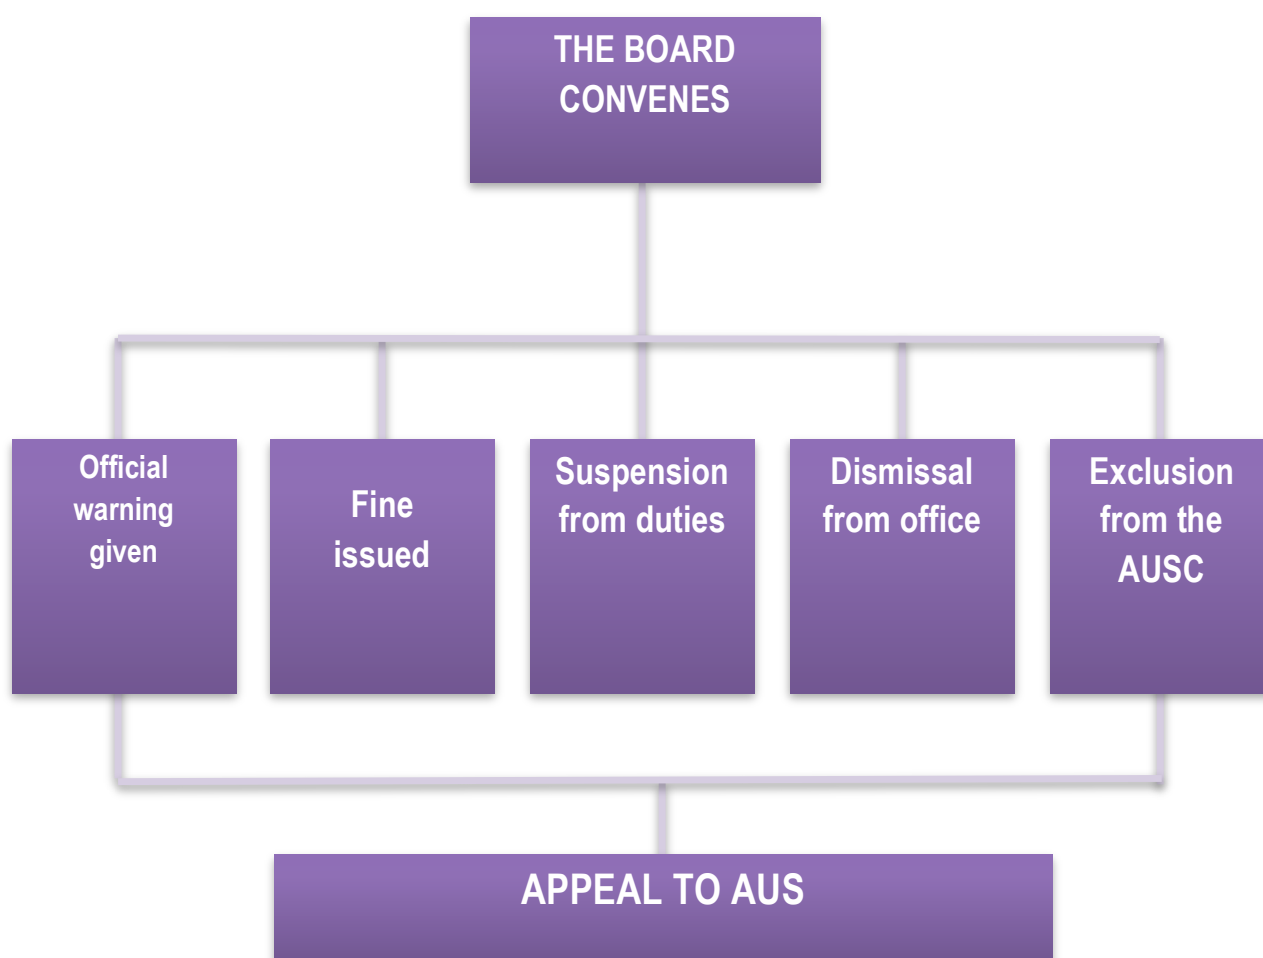 THE BOARD
CONVENES
Official
warning
given
Fine
issued
Suspension
from duties
Dismissal
from office
Exclusion
from the
AUSC
APPEAL TO AUS